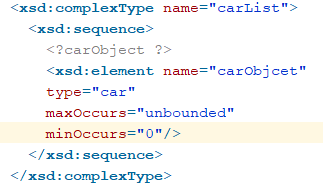 <xsd:complexType name="carList">
<xsd:sequence>
<?carObject ?>
<xsd:element name="carObjcet"
type="car"
maxOccurs="unbounded"
minOccurs="0"/>
</xsd:sequence>
</xsd:complexType>